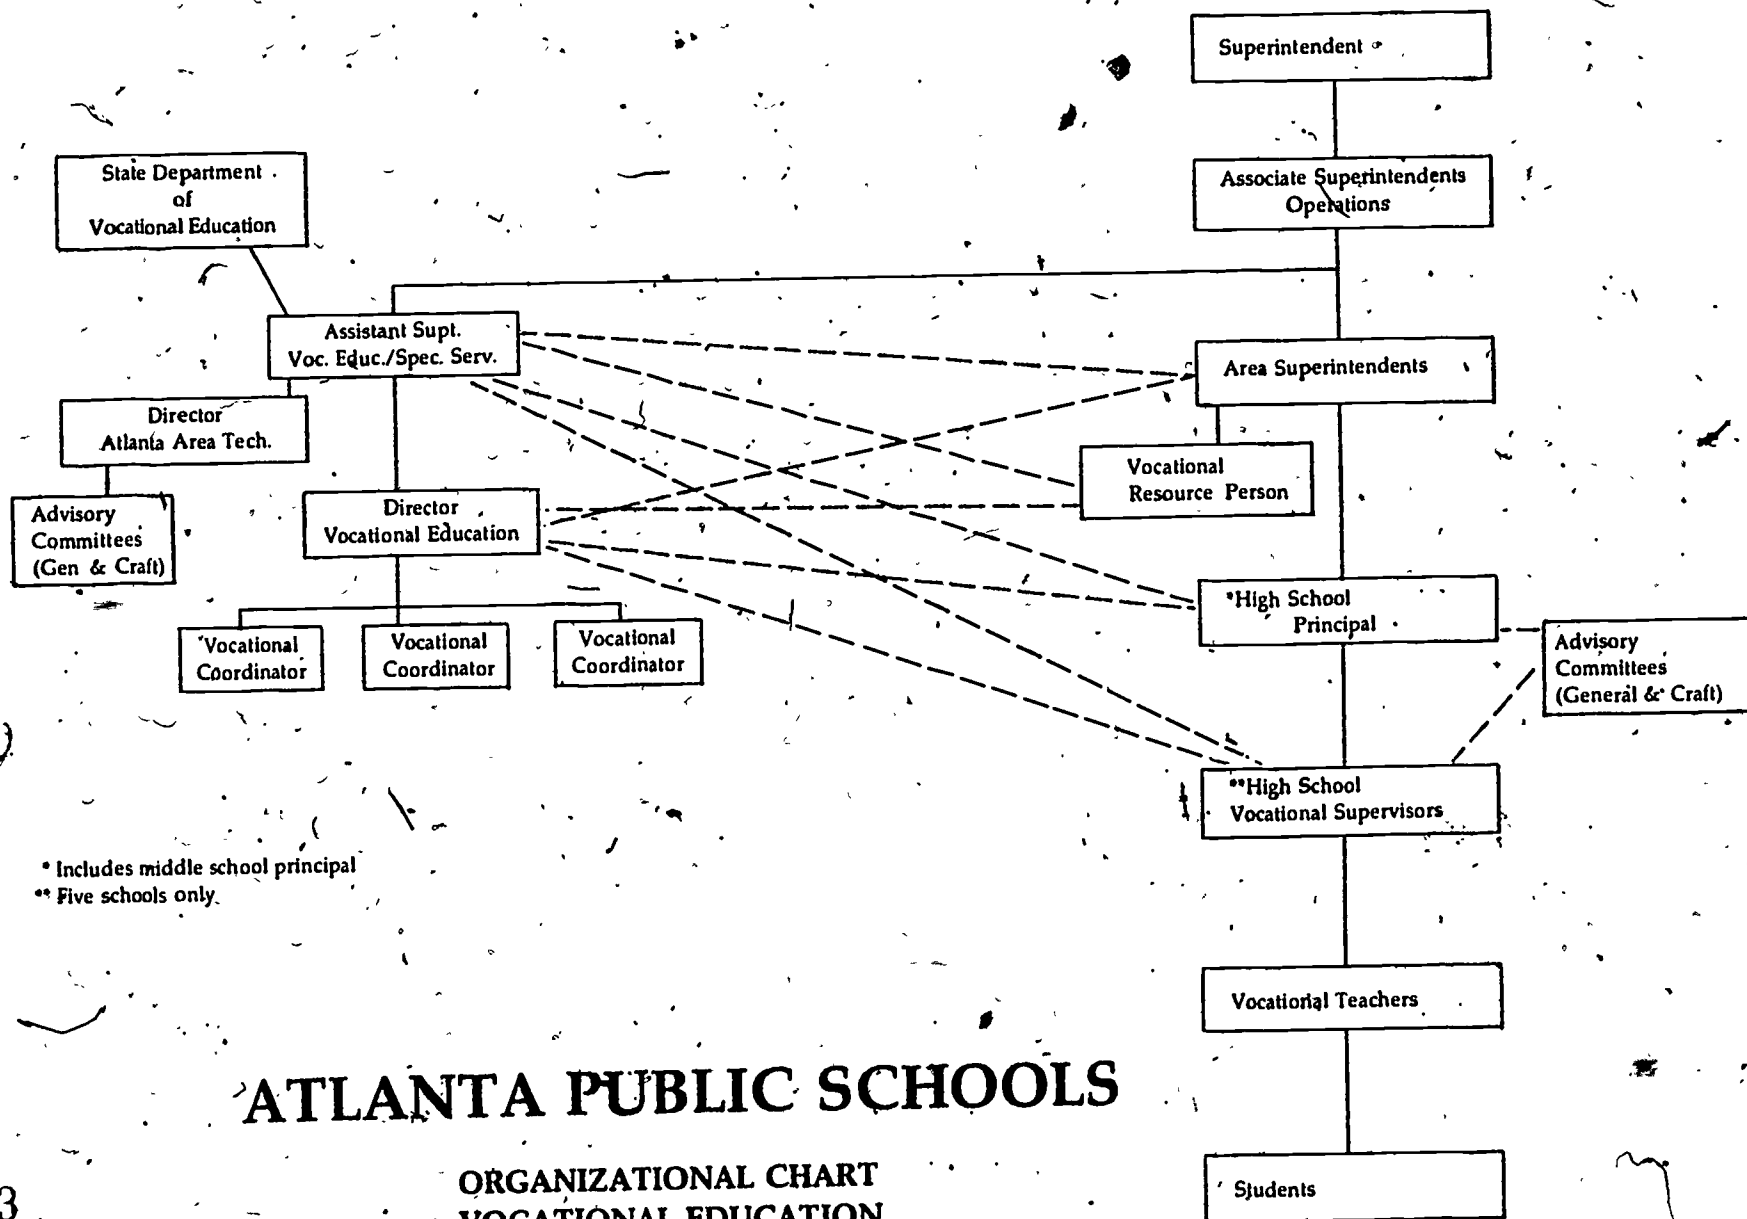 Superintendent
Associate Superintendents
Operations
State Department
of
Vocational Education
Assistant Supt.
Voc. Educ./Spec. Serv.
Area Superintendents
Director
Atlanta Area Tech.
Vocational
Resource Person
Advisory
Committees
(Gen & Craft)
Director
Vocational Education
*High School
Principal
Vocational
Coordinator
Vocational
Coordinator
Vocational
Coordinator
Advisory
Committees
(General & Craft)
**High School
Vocational Supervisors
* Includes middle school principal
** Five schools only
Vocational Teachers
ATLANTA PUBLIC SCHOOLS
ORGANIZATIONAL CHART
VOCATIONAL EDUCATION
Students
3